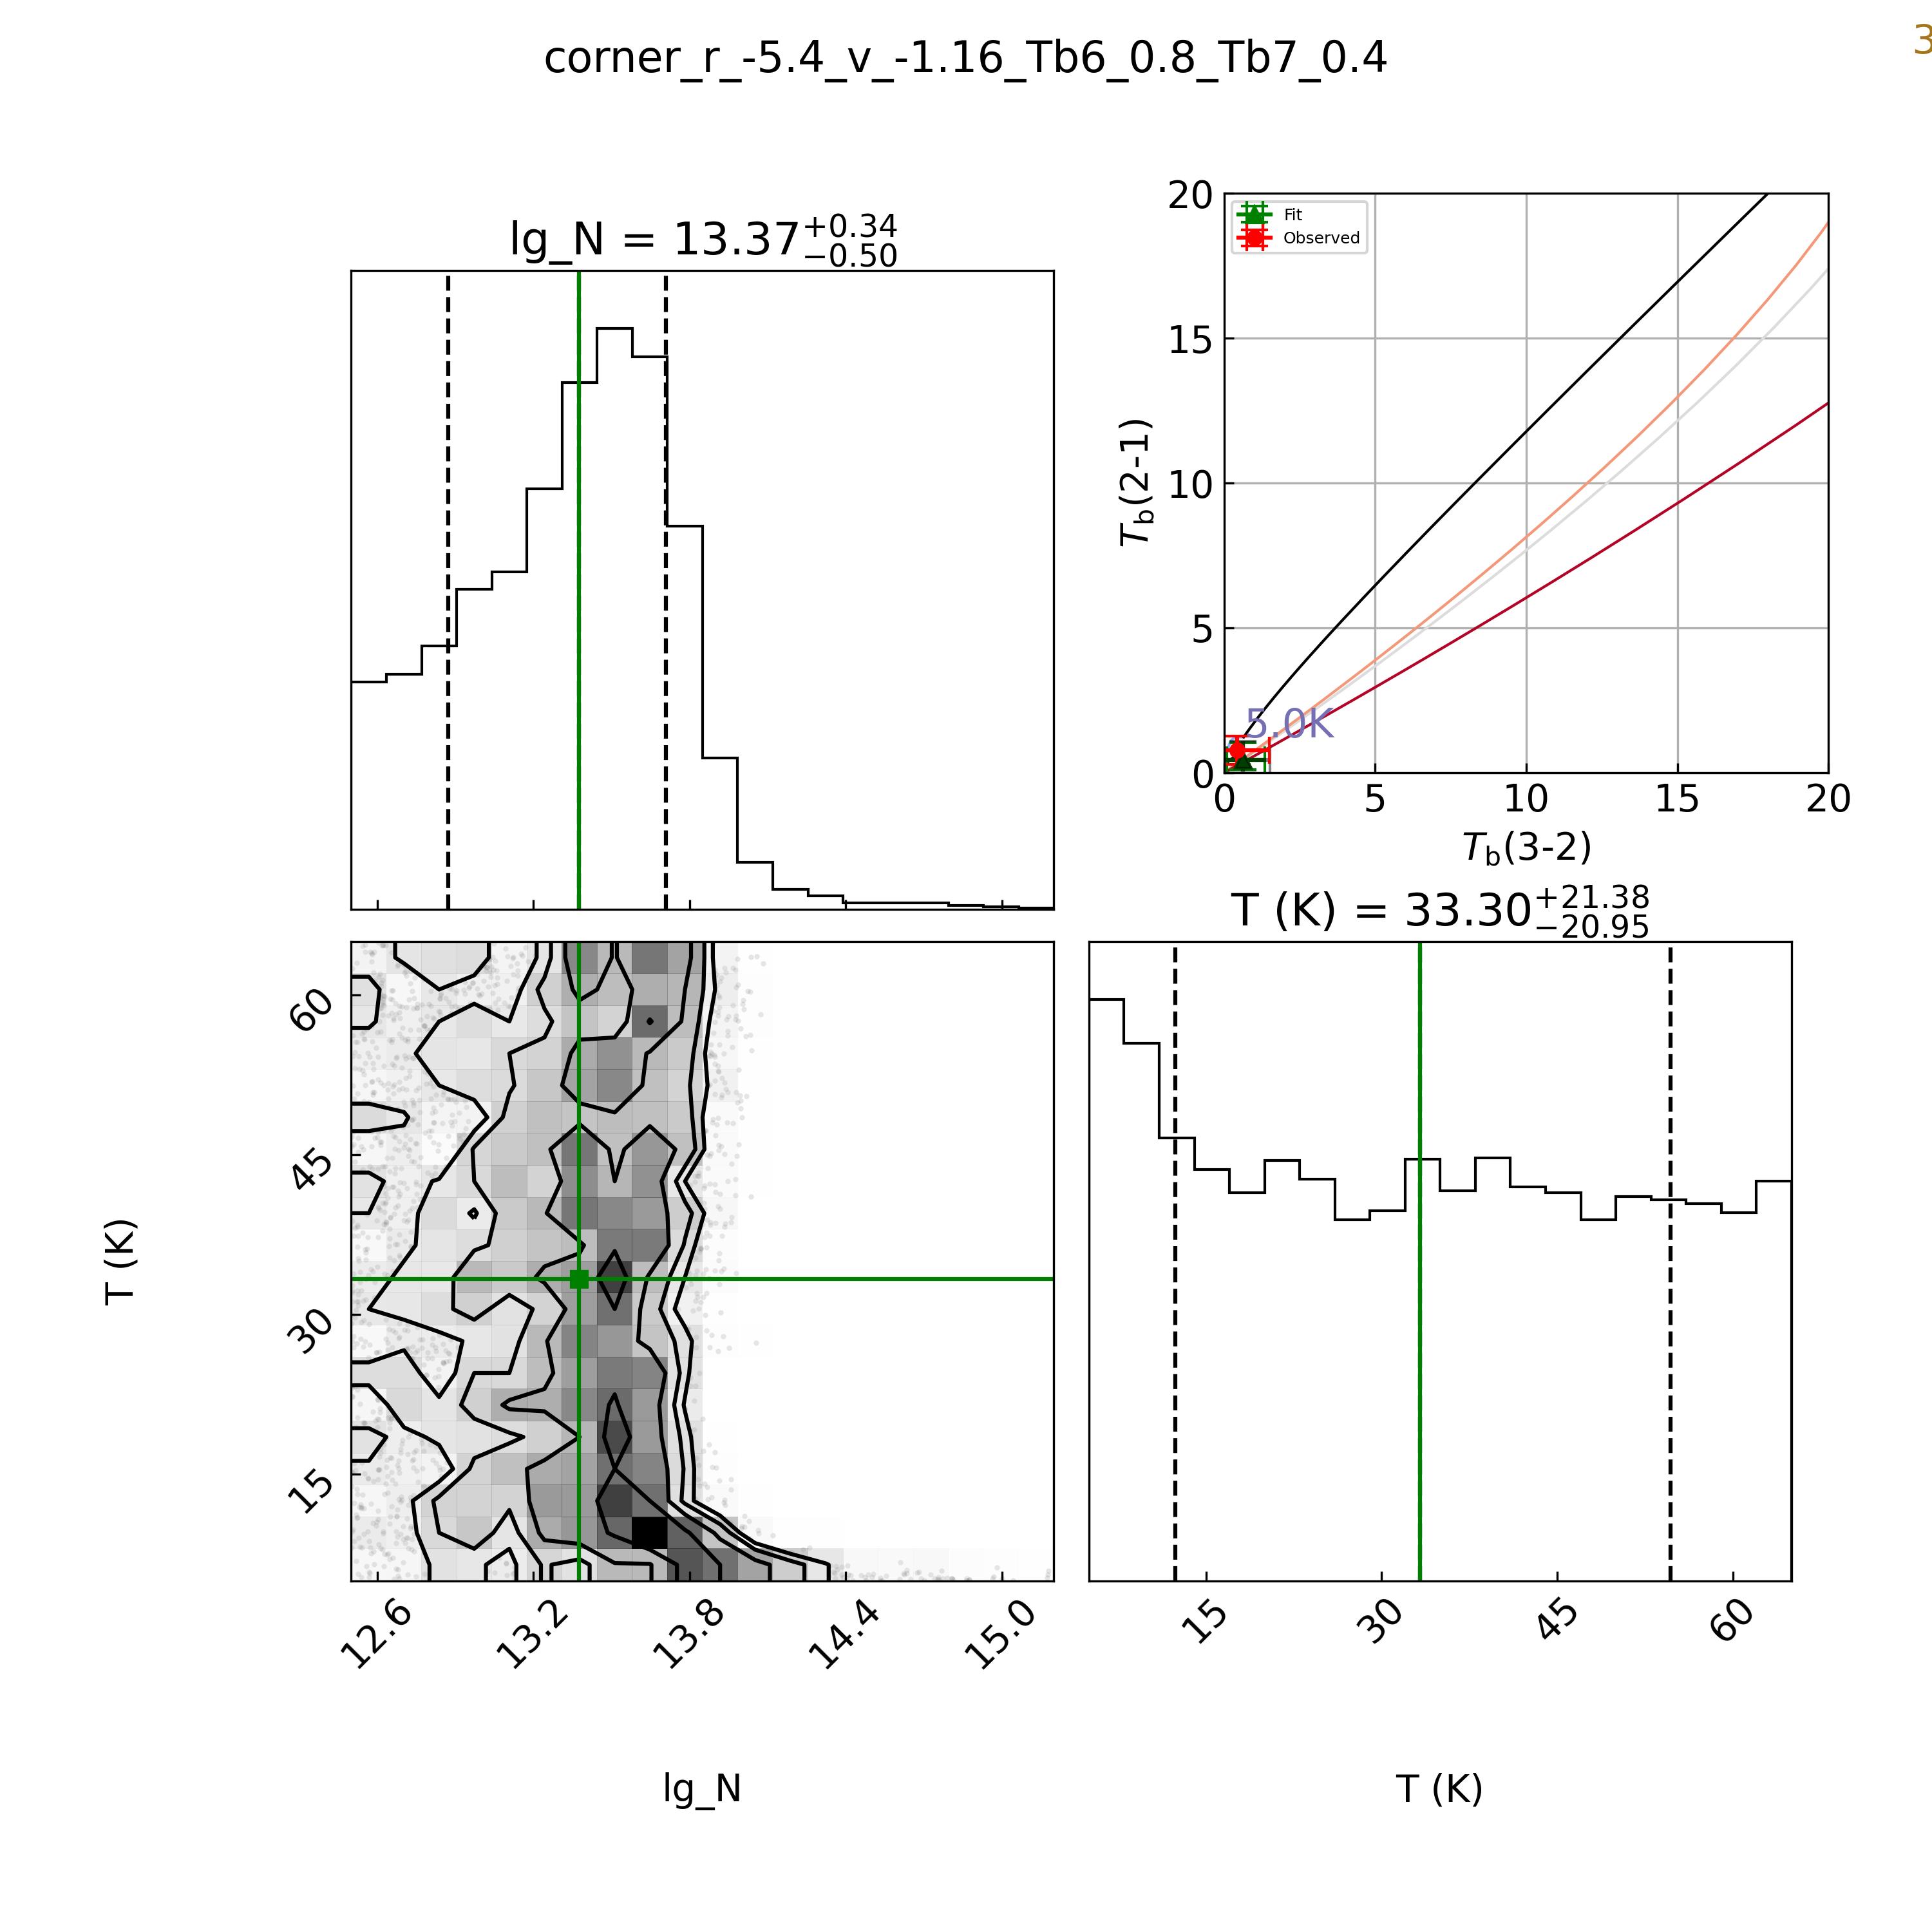 corner_r_-5.4_v_-1.16_Tb6_0.8_Tb7_0.4
3
lg_N = 13.37+0.34−0.50
20
15
10
5
0
Fit
Observed
5.0K
Tb(2-1)
0 5 10 15 20
Tb(3-2)
T (K) = 33.30+21.38−20.95
60
45
30
15
T (K)
12.6 13.2 13.8 14.4 15.0
15 30 45 60
lg_N
T (K)